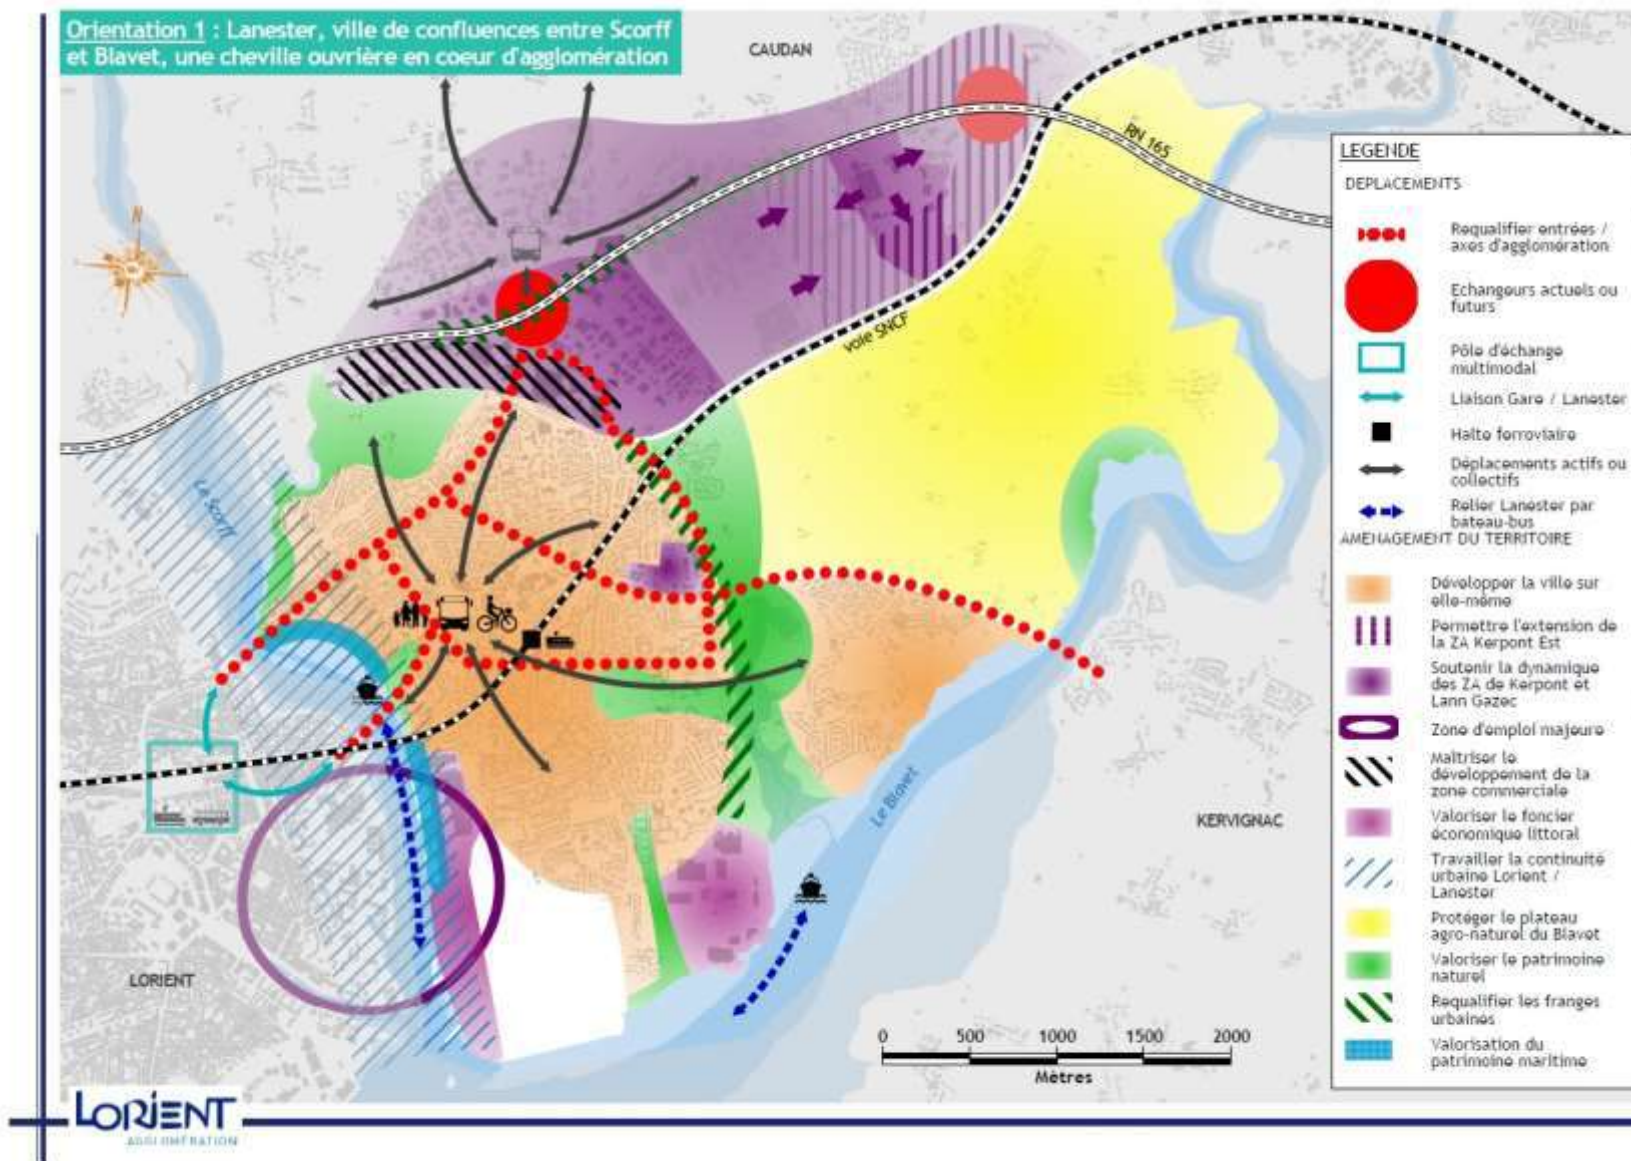 Orientation 1 : Lanester, ville de confluences entre Scorff
et Blavet, une cheville ouvrière en coeur d'agglomération
CAUDAN
RN 165
N
voie SNCF
Le Scorff
Le Blavet
KERVIGNAC
LORIENT
0 500 1000 1500 2000
Mètres
LEGENDE
DEPLACEMENTS
Requalifier entrées /
axes d'agglomération
Echangeurs actuels ou
futurs
Pôle d'échange
multimodal
Liaison Gare / Lanester
Halte ferroviaire
Déplacements actifs ou
collectifs
Relier Lanester par
bateau-bus
AMENAGEMENT DU TERRITOIRE
Développer la ville sur
elle-même
Permettre l'extension de
la ZA Kerpont Est
Soutenir la dynamique
des ZA de Kerpont et
Lann Gazec
Zone d'emploi majeure
Maîtriser le
développement de la
zone commerciale
Valoriser le foncier
économique littoral
Travailler la continuité
urbaine Lorient /
Lanester
Protéger le plateau
agro-naturel du Blavet
Valoriser le patrimoine
naturel
Requalifier les franges
urbaines
Valorisation du
patrimoine maritime
LORIENT
AGGLOMÉRATION